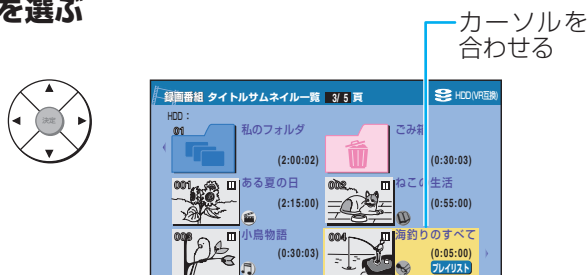 を選ぶ
カーソルを
合わせる
決定
録画番組 タイトルサムネイル一覧 3/ 5 頁
HDD(VR互換)
HDD :
01 私のフォルダ
(2:00:02)
ごみ箱
(0:30:03)
001 ある夏の日
(2:15:00)
002 ねこの生活
(0:55:00)
003 小鳥物語
(0:30:03)
004 海釣りのすべて
(0:05:00)
プレイリスト